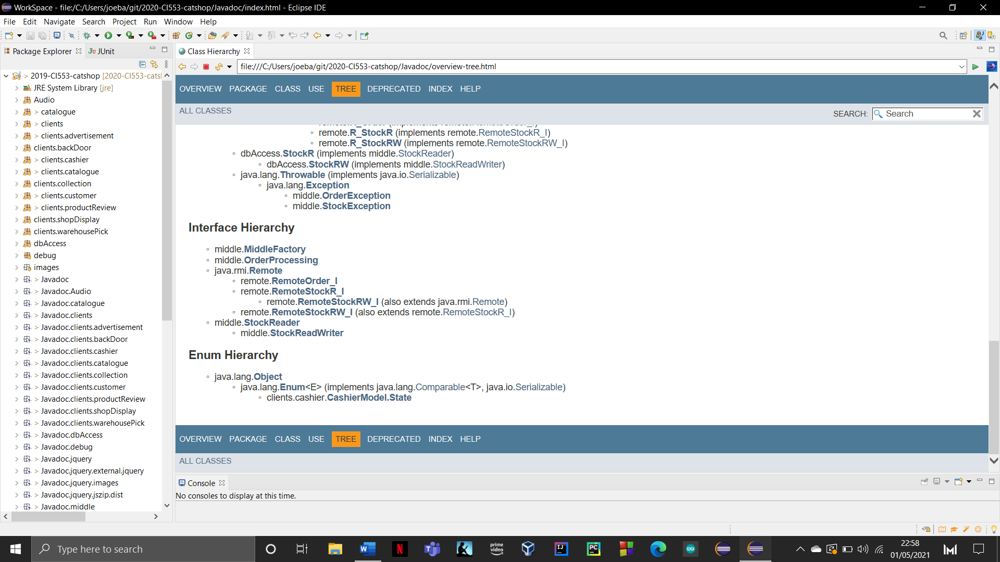 WorkSpace - file:/C:/Users/joeba/git/2020-CI553-catshop/Javadoc/index.html - Eclipse IDE
File Edit Navigate Search Project Run Window Help
Package Explorer JUnit
Class Hierarchy
file:///C:/Users/joeba/git/2020-CI553-catshop/Javadoc/overview-tree.html
> 2019-CI553-catshop [2020-CI553-cats
JRE System Library [jre]
Audio
> catalogue
> clients
> clients.advertisement
clients.backDoor
> clients.cashier
> clients.catalogue
clients.collection
> clients.customer
> clients.productReview
clients.shopDisplay
clients.warehousePick
dbAccess
debug
images
> Javadoc
> Javadoc.Audio
> Javadoc.catalogue
> Javadoc.clients
> Javadoc.clients.advertisement
> Javadoc.clients.backDoor
> Javadoc.clients.cashier
> Javadoc.clients.catalogue
> Javadoc.clients.collection
> Javadoc.clients.customer
> Javadoc.clients.productReview
> Javadoc.clients.shopDisplay
> Javadoc.clients.warehousePick
> Javadoc.dbAccess
> Javadoc.debug
> Javadoc.jquery
> Javadoc.jquery.external.jquery
> Javadoc.jquery.images
> Javadoc.jquery.jszip.dist
> Javadoc.middle
OVERVIEW PACKAGE CLASS USE TREE DEPRECATED INDEX HELP
ALL CLASSES
SEARCH: Search
remote.R_StockR (implements remote.RemoteStockR_I)
remote.R_StockRW (implements remote.RemoteStockRW_I)
dbAccess.StockR (implements middle.StockReader)
dbAccess.StockRW (implements middle.StockReadWriter)
java.lang.Throwable (implements java.io.Serializable)
java.lang.Exception
middle.OrderException
middle.StockException
Interface Hierarchy
middle.MiddleFactory
middle.OrderProcessing
java.rmi.Remote
remote.RemoteOrder_I
remote.RemoteStockR_I
remote.RemoteStockRW_I (also extends java.rmi.Remote)
remote.RemoteStockRW_I (also extends remote.RemoteStockR_I)
middle.StockReader
middle.StockReadWriter
Enum Hierarchy
java.lang.Object
java.lang.Enum<E> (implements java.lang.Comparable<T>, java.io.Serializable)
clients.cashier.CashierModel.State
OVERVIEW PACKAGE CLASS USE TREE DEPRECATED INDEX HELP
ALL CLASSES
Console
No consoles to display at this time.
Type here to search
prime video
22:58
01/05/2021